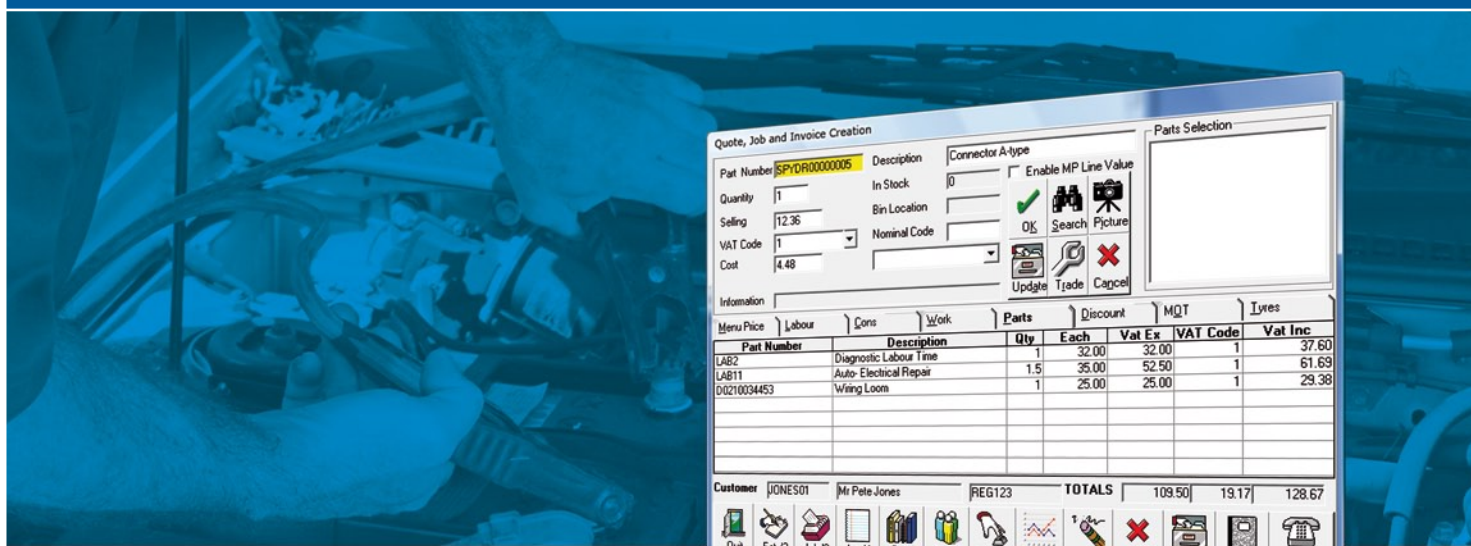 Quote, Job and Invoice Creation
Part Number SPYDR00000005 Description Connector A-type
Parts Selection
Enable MP Line Value
Quantity 1 In Stock 0
Selling 12.36 Bin Location
VAT Code 1 Nominal Code
Cost 4.48
OK Search Picture
Update Trade Cancel
Information
Menu Price Labour Cons Work Parts Discount MOT Tyres
Part Number Description Qty Each Vat Ex VAT Code Vat Inc
LAB2 Diagnostic Labour Time 1 32.00 32.00 1 37.60
LAB11 Auto- Electrical Repair 1.5 35.00 52.50 1 61.69
D0210034453 Wiring Loom 1 25.00 25.00 1 29.38
Customer JONES01 Mr Pete Jones REG123 TOTALS 109.50 19.17 128.67